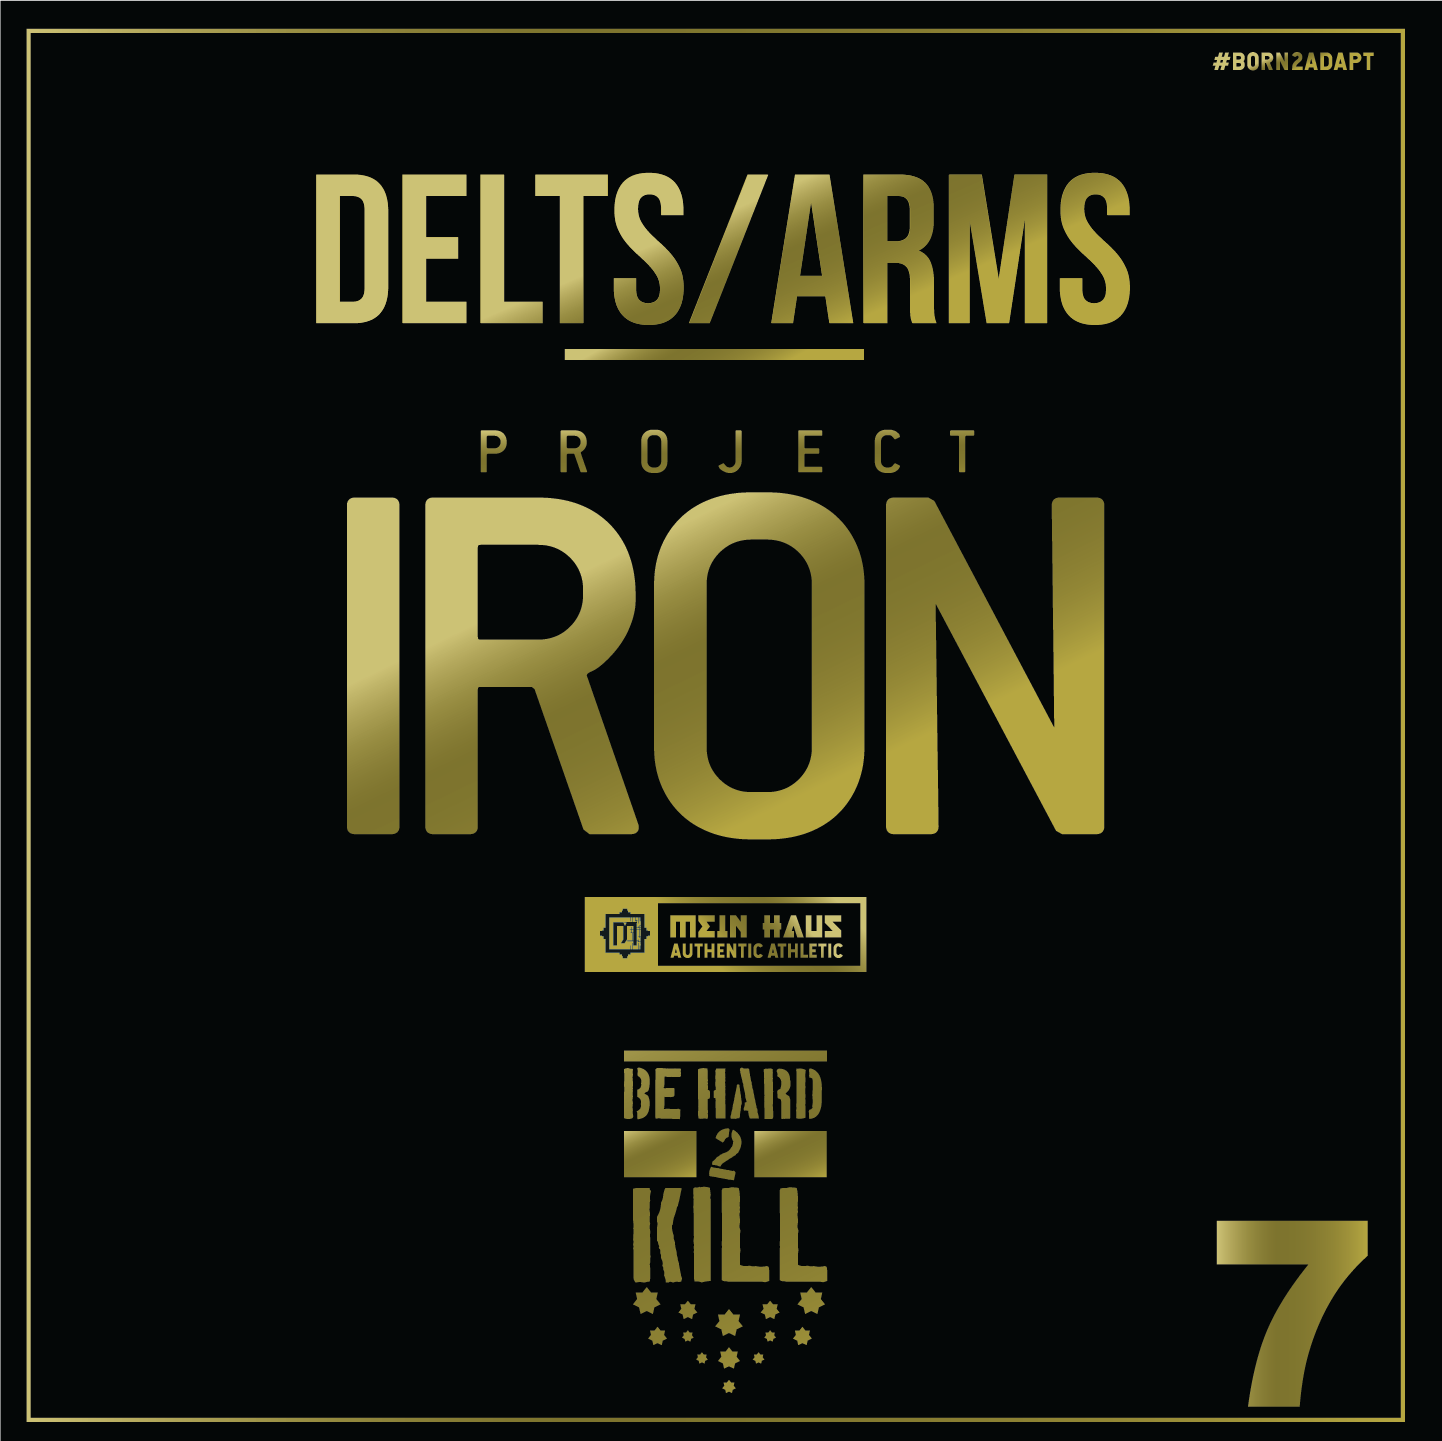 #BORN2ADAPT
DELTS/ARMS
PROJECT
IRON
MEIN HAUS
AUTHENTIC ATHLETIC
BE HARD
2
KILL
7